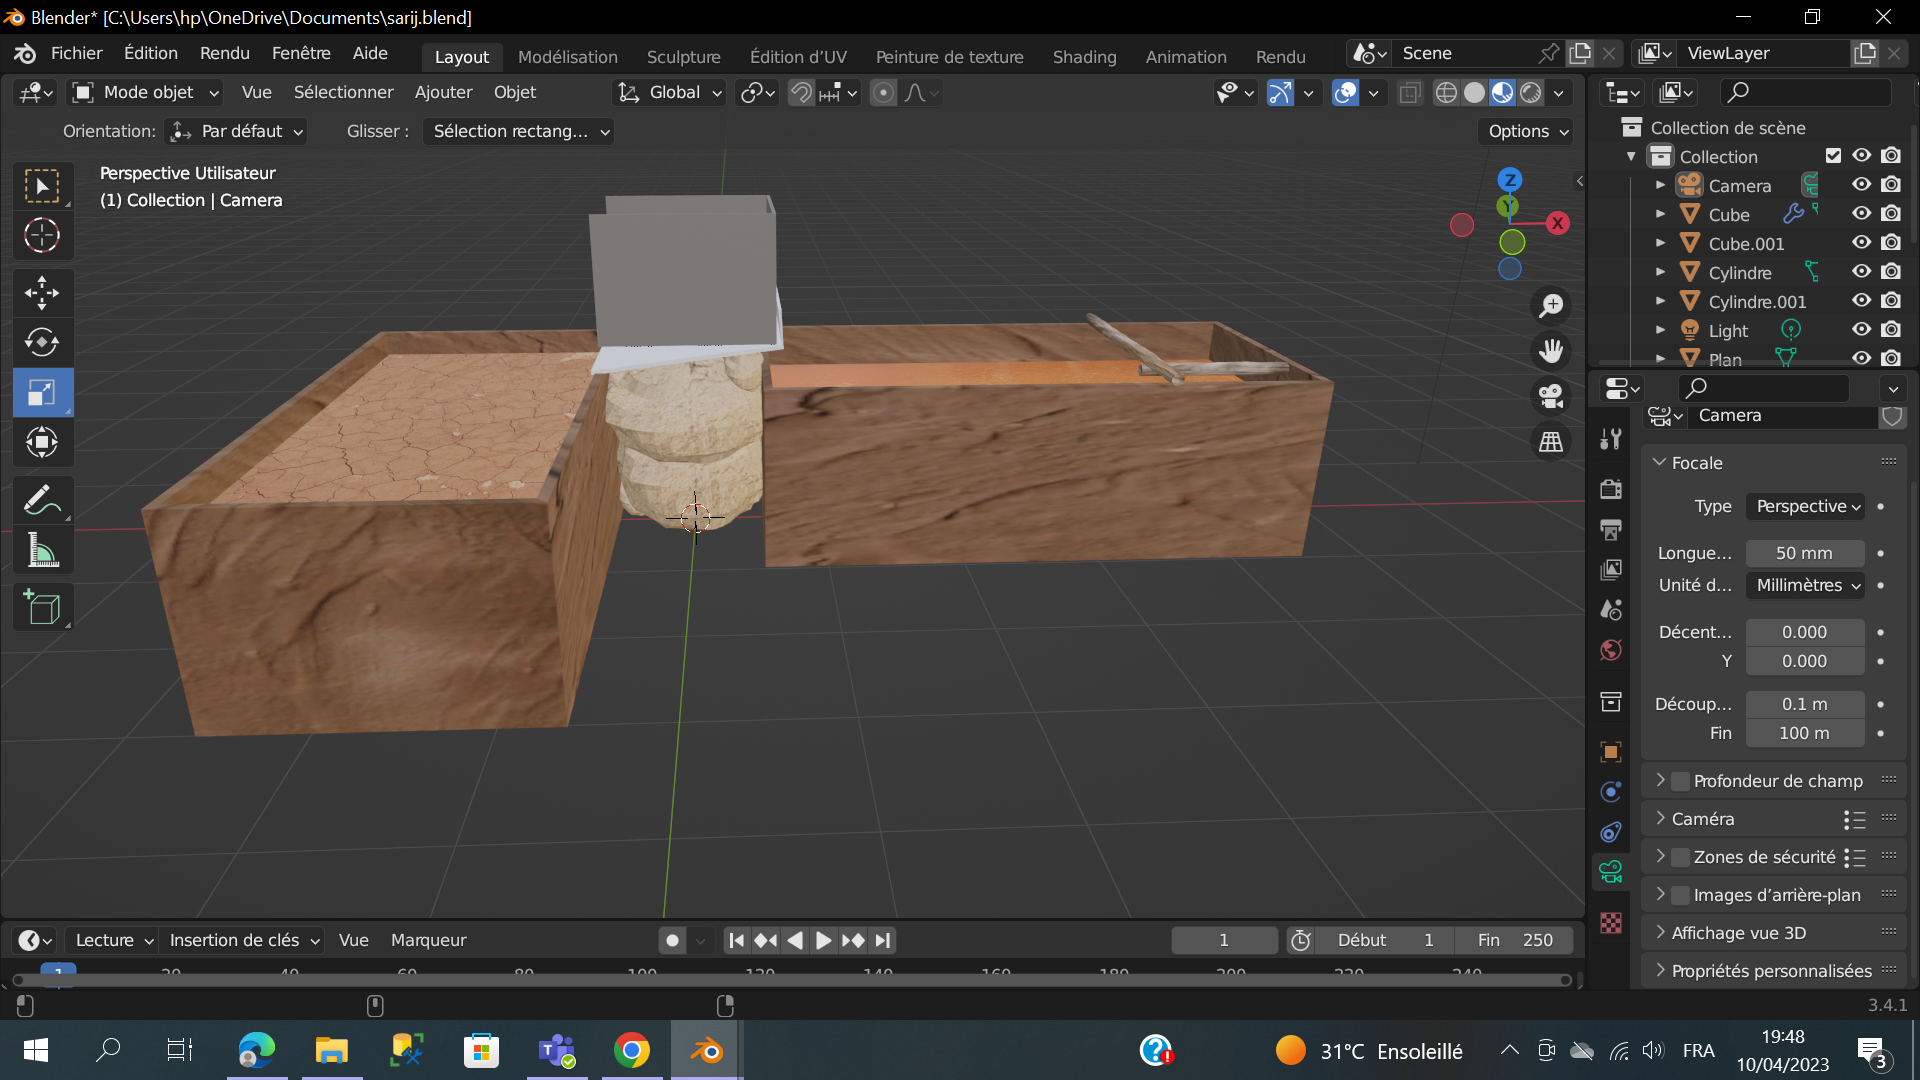 Blender* [C:\Users\hp\OneDrive\Documents\sarij.blend]
Fichier Édition Rendu Fenêtre Aide Layout Modélisation Sculpture Édition d’UV Peinture de texture Shading Animation Rendu Scene ViewLayer
Mode objet Vue Sélectionner Ajouter Objet Global
Orientation: Par défaut Glisser : Sélection rectang... Options
Perspective Utilisateur
(1) Collection | Camera
Z
Y
X
Collection de scène
Collection
Camera
Cube
Cube.001
Cylindre
Cylindre.001
Light
Plan
Camera
Focale
Type Perspective
Longue... 50 mm
Unité d... Millimètres
Décent... 0.000
Y 0.000
Découp... 0.1 m
Fin 100 m
Profondeur de champ
Caméra
Zones de sécurité
Images d’arrière-plan
Affichage vue 3D
Propriétés personnalisées
Lecture Insertion de clés Vue Marqueur 1 Début 1 Fin 250
1 20 40 60 80 100 120 140 160 180 200 220 240
3.4.1
31°C Ensoleillé FRA 19:48
10/04/2023 3